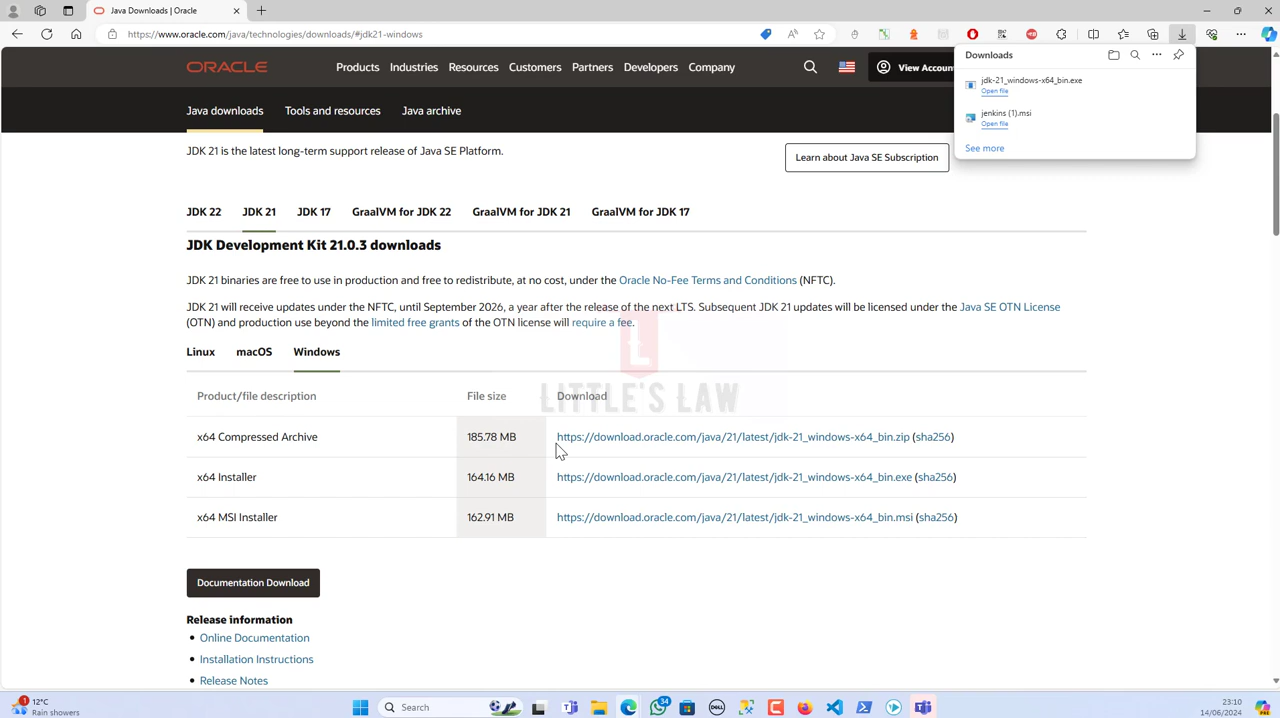 Java Downloads | Oracle
https://www.oracle.com/java/technologies/downloads/#jdk21-windows
Downloads
jdk-21_windows-x64_bin.exe
Open file
jenkins (1).msi
Open file
See more
ORACLE
Products Industries Resources Customers Partners Developers Company
View Accoun
Java downloads Tools and resources Java archive
JDK 21 is the latest long-term support release of Java SE Platform.
Learn about Java SE Subscription
JDK 22 JDK 21 JDK 17 GraalVM for JDK 22 GraalVM for JDK 21 GraalVM for JDK 17
JDK Development Kit 21.0.3 downloads
JDK 21 binaries are free to use in production and free to redistribute, at no cost, under the Oracle No-Fee Terms and Conditions (NFTC).
JDK 21 will receive updates under the NFTC, until September 2026, a year after the release of the next LTS. Subsequent JDK 21 updates will be licensed under the Java SE OTN License
(OTN) and production use beyond the limited free grants of the OTN license will require a fee.
Linux macOS Windows
LITTLE'S LAW
Product/file description File size Download
x64 Compressed Archive 185.78 MB https://download.oracle.com/java/21/latest/jdk-21_windows-x64_bin.zip (sha256)
x64 Installer 164.16 MB https://download.oracle.com/java/21/latest/jdk-21_windows-x64_bin.exe (sha256)
x64 MSI Installer 162.91 MB https://download.oracle.com/java/21/latest/jdk-21_windows-x64_bin.msi (sha256)
Documentation Download
Release information
Online Documentation
Installation Instructions
Release Notes
1
12°C
Rain showers
Search
34
DELL
23:10
14/06/2024